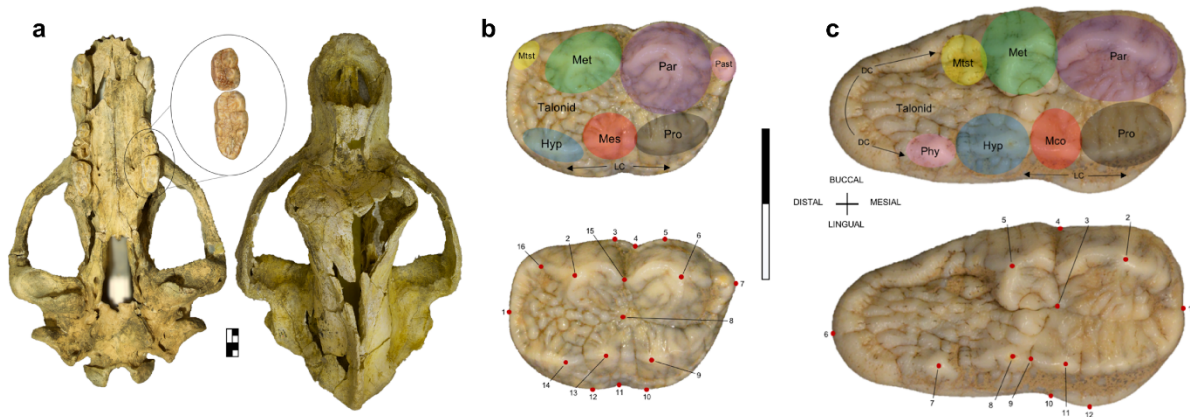 a
b
c
Mtst
Met
Par
Past
Talonid
Hyp
Mes
Pro
LC
DC
Mtst
Met
Par
Talonid
DC
Phy
Hyp
Mco
Pro
LC
BUCCAL
DISTAL
MESIAL
LINGUAL
16
2
15
3
4
5
6
7
1
8
14
13
12
11
10
9
5
4
3
2
6
7
8
9
10
11
12